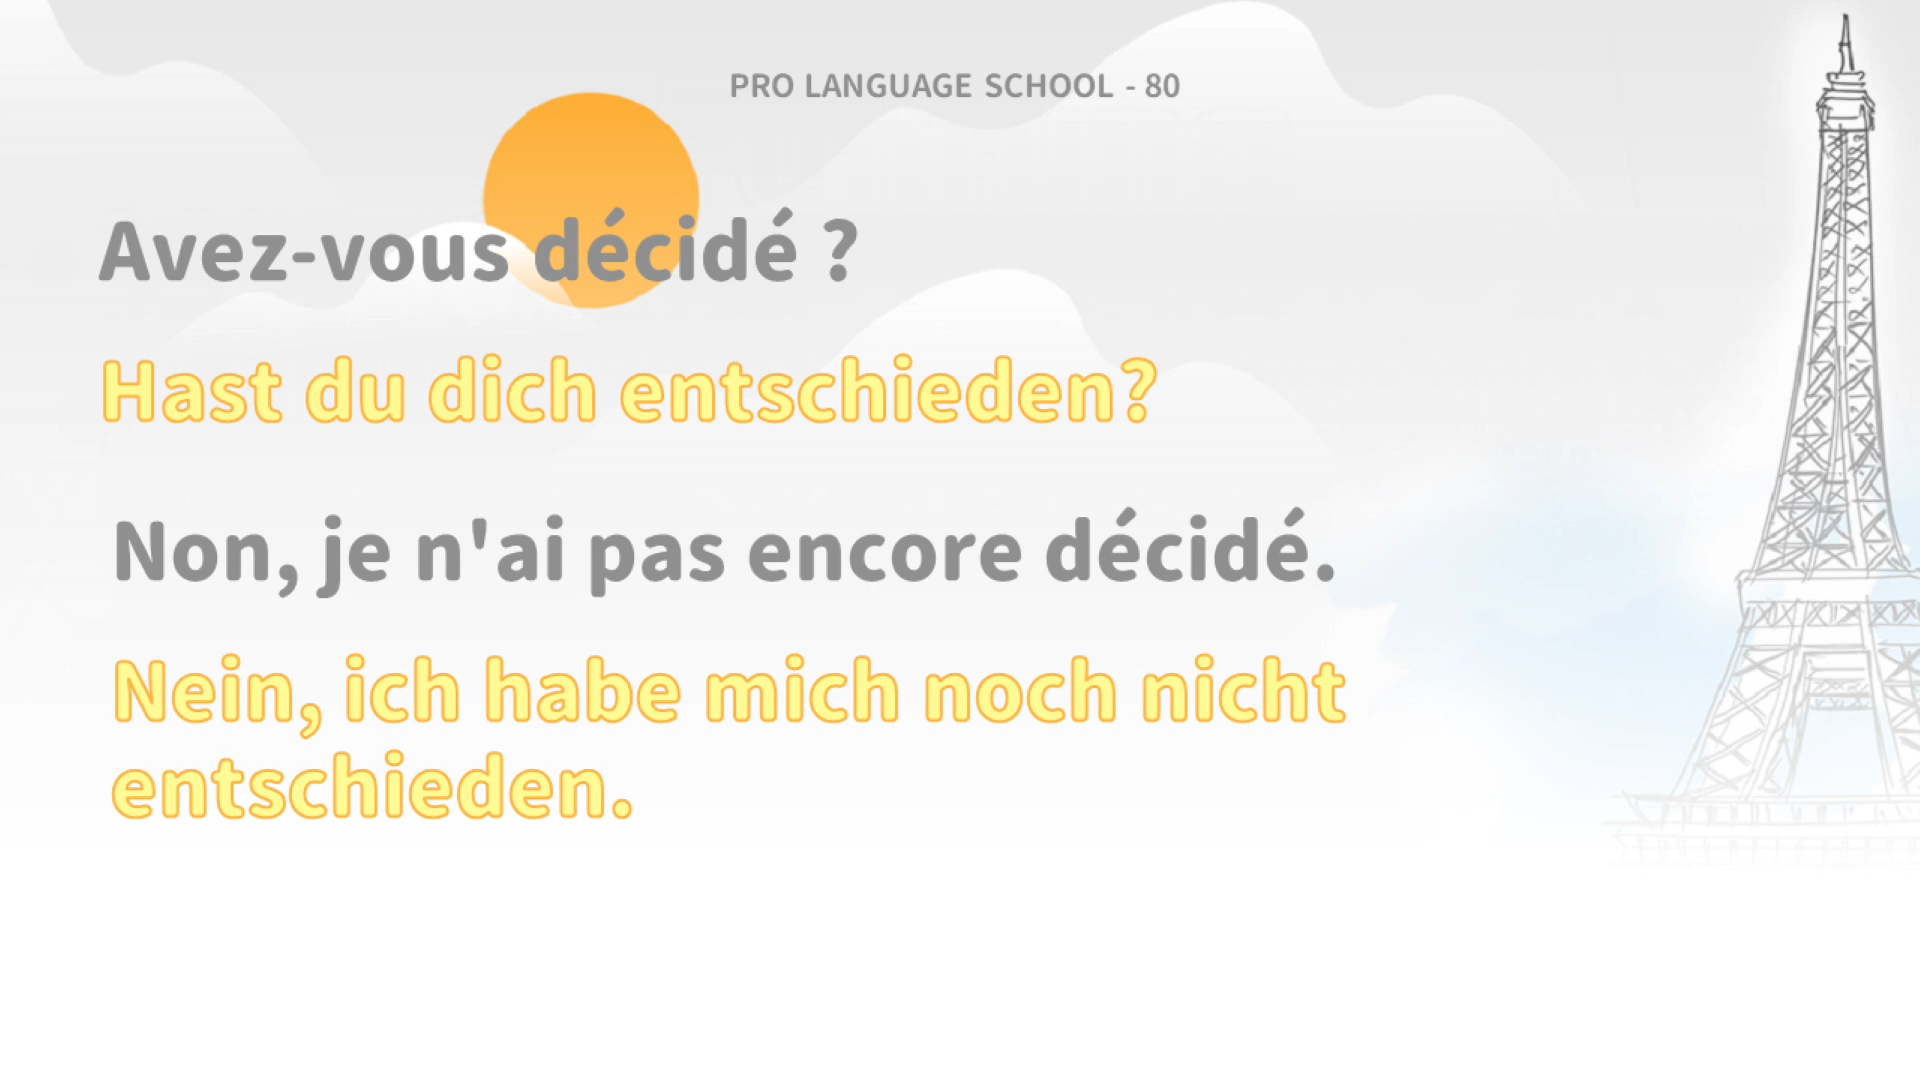 PRO LANGUAGE SCHOOL - 80
Avez-vous décidé ?
Hast du dich entschieden?
Non, je n'ai pas encore décidé.
Nein, ich habe mich noch nicht
entschieden.